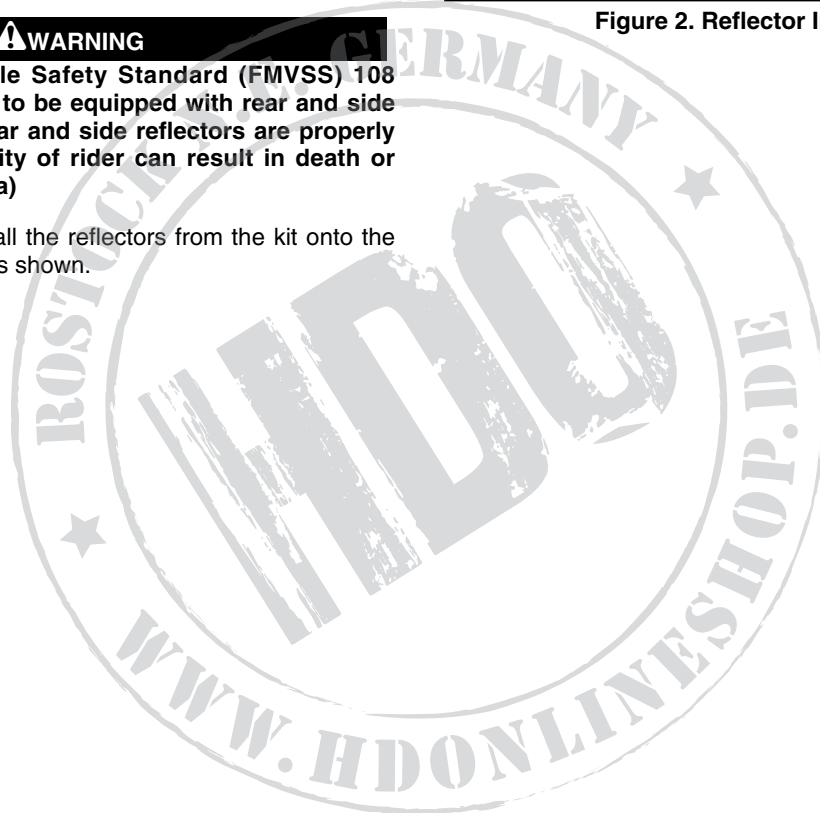 WARNING
le Safety Standard (FMVSS) 108
to be equipped with rear and side
ar and side reflectors are properly
ity of rider can result in death or
a)
all the reflectors from the kit onto the
s shown.
Figure 2. Reflector I
ROSTOCK N.E. GERMANY
HDO
WWW.HDONLINESHOP.DE